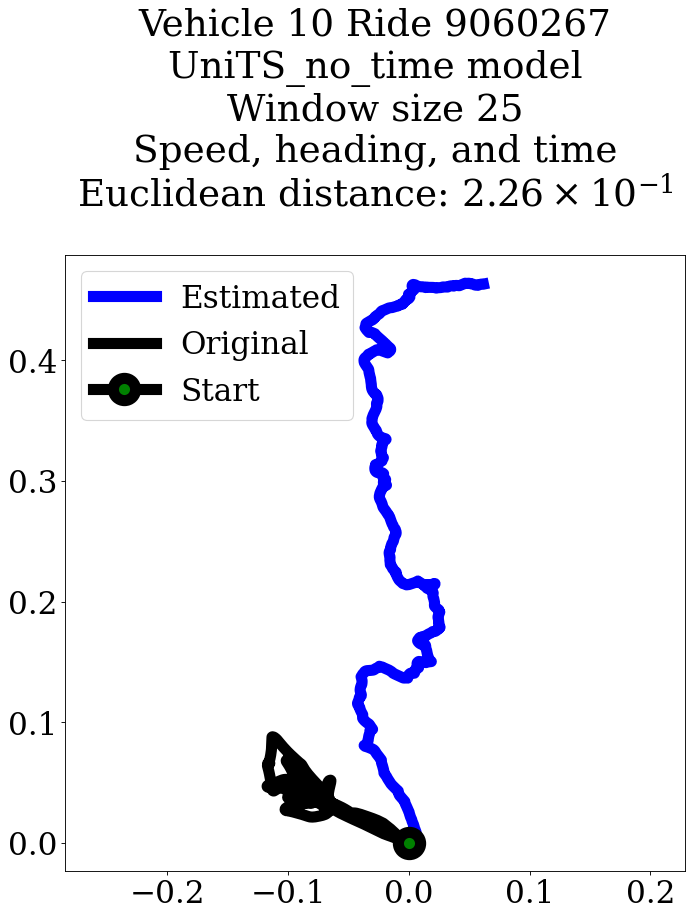 Vehicle 10 Ride 9060267
UniTS_no_time model
Window size 25
Speed, heading, and time
Euclidean distance: 2.26 × 10⁻¹
Estimated
Original
Start
0.4
0.3
0.2
0.1
0.0
−0.2 −0.1 0.0 0.1 0.2